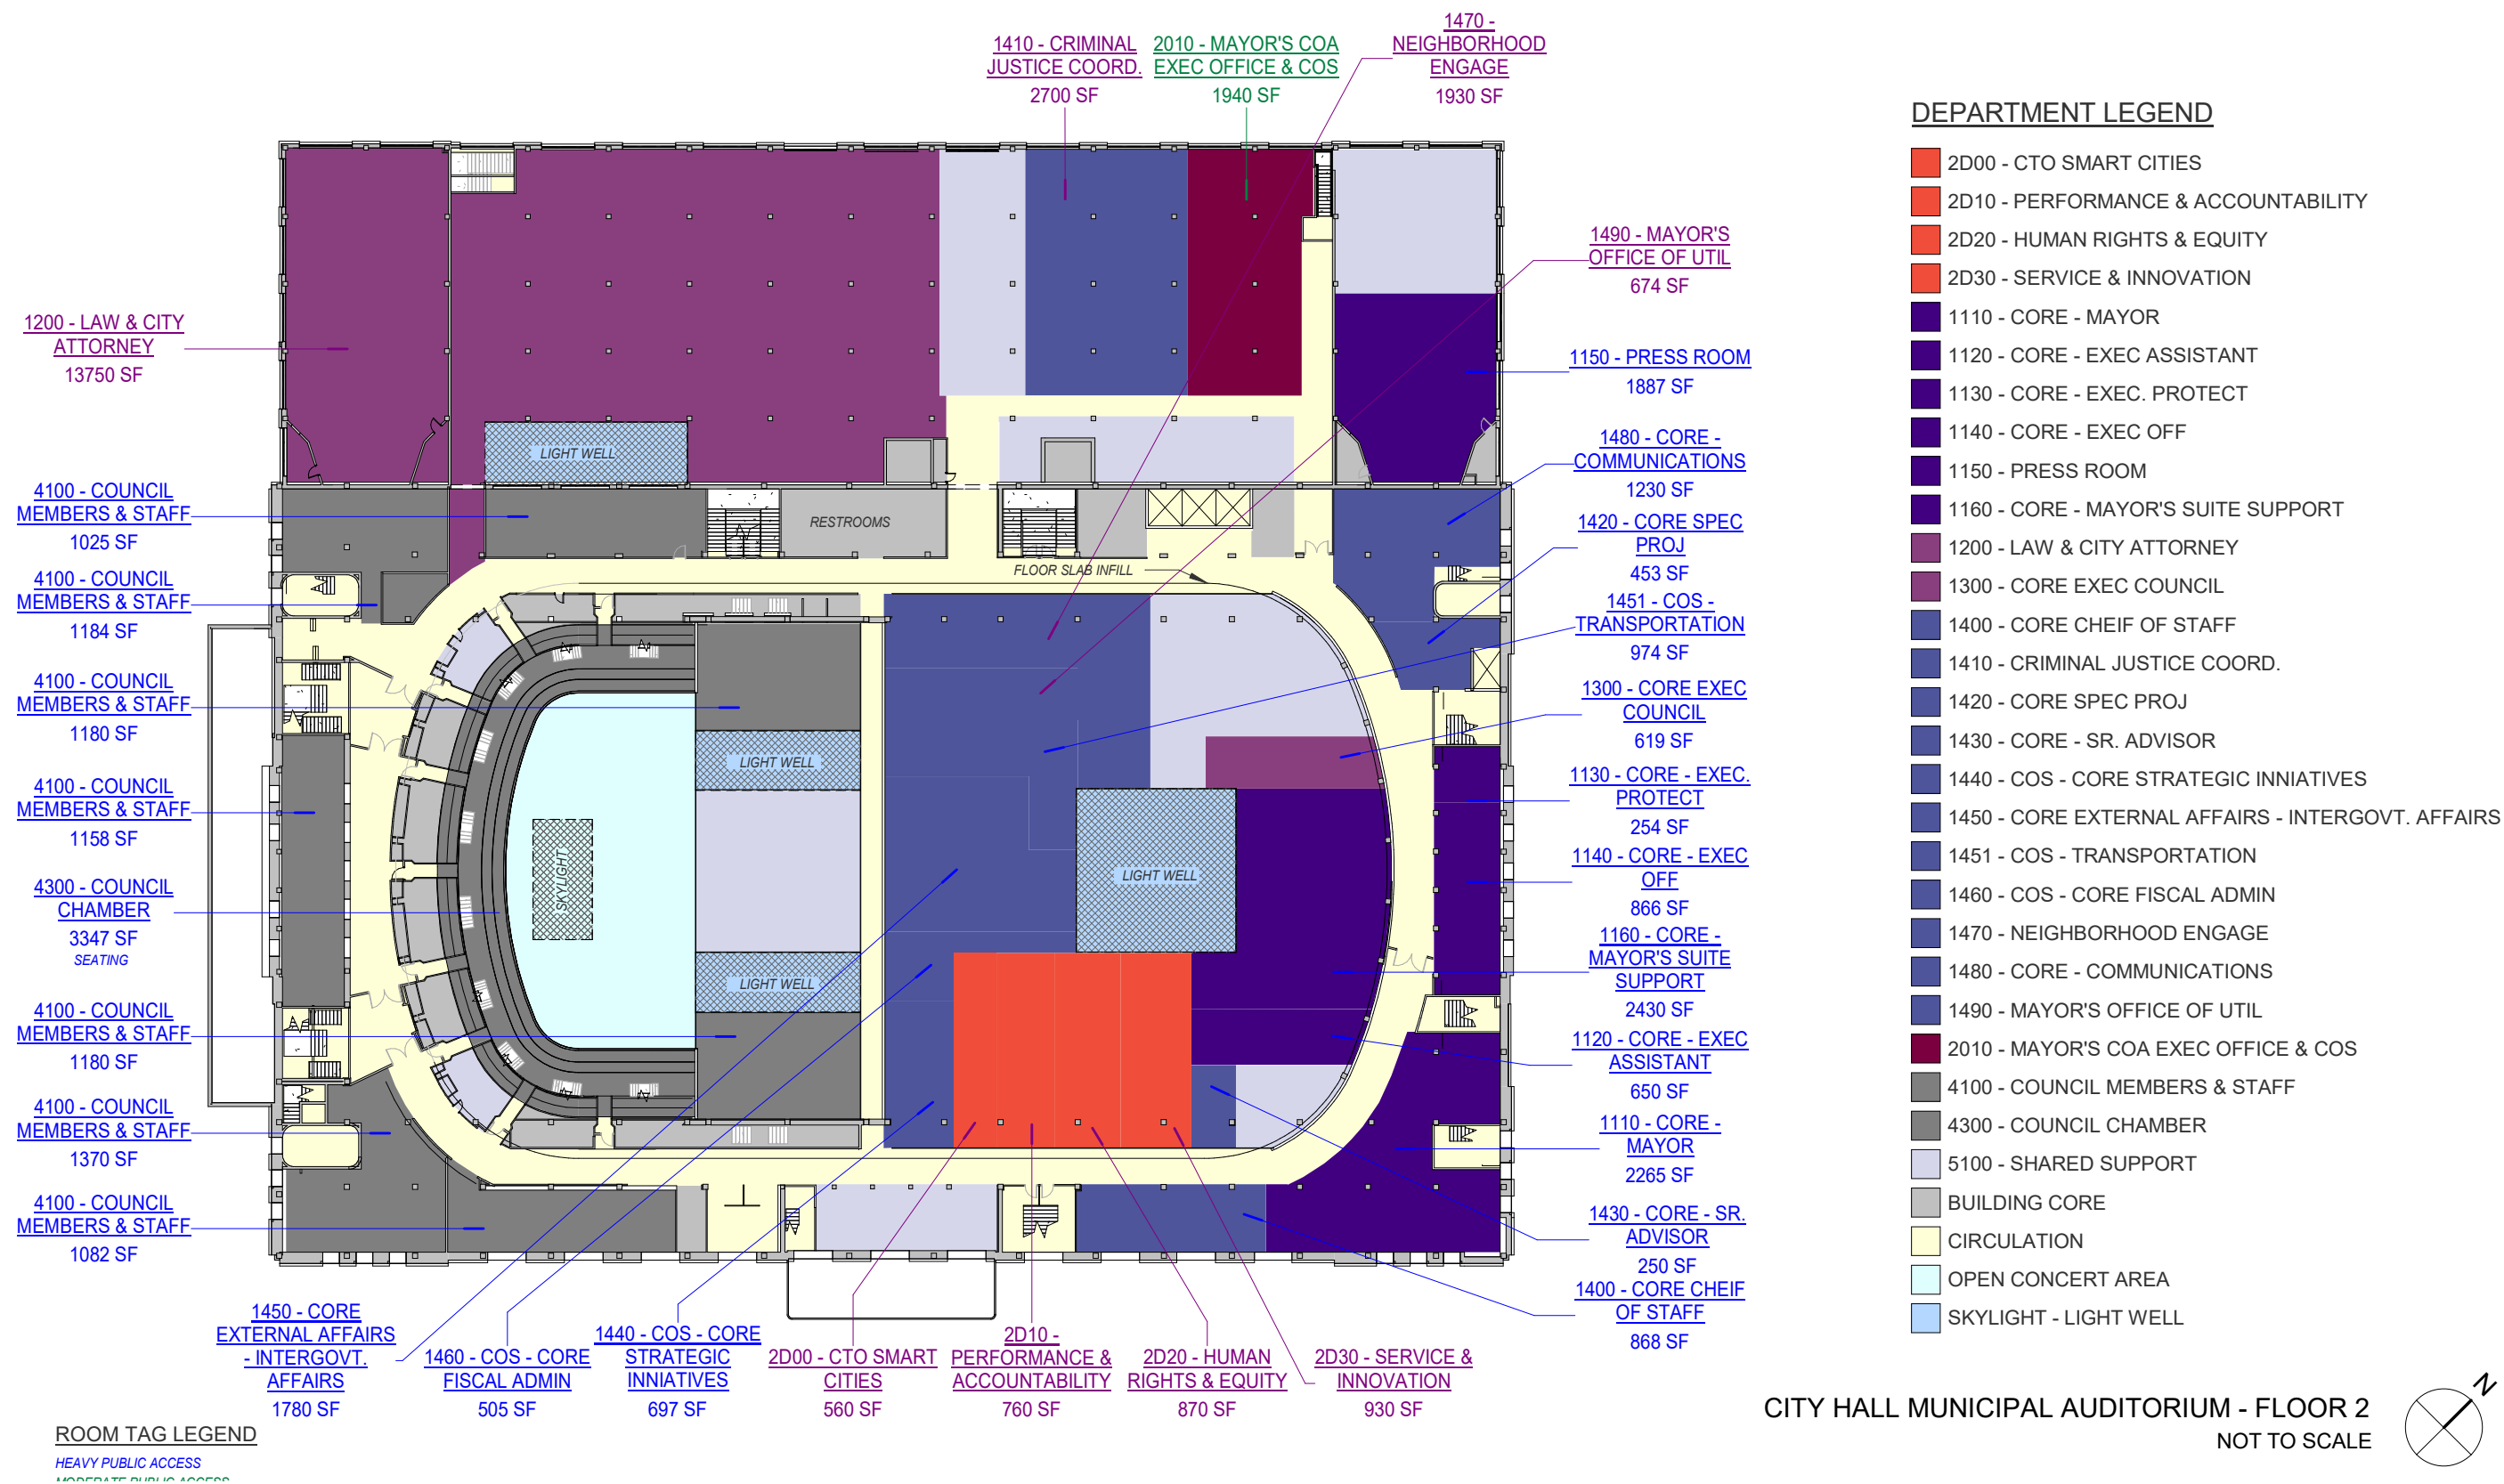 1410 - CRIMINAL
JUSTICE COORD.
2700 SF
2010 - MAYOR'S COA
EXEC OFFICE & COS
1940 SF
1470 -
NEIGHBORHOOD
ENGAGE
1930 SF
1490 - MAYOR'S
OFFICE OF UTIL
674 SF
1200 - LAW & CITY
ATTORNEY
13750 SF
1150 - PRESS ROOM
1887 SF
1480 - CORE -
COMMUNICATIONS
1230 SF
1420 - CORE SPEC
PROJ
453 SF
1451 - COS -
TRANSPORTATION
974 SF
1300 - CORE EXEC
COUNCIL
619 SF
1130 - CORE - EXEC.
PROTECT
254 SF
1140 - CORE - EXEC
OFF
866 SF
1160 - CORE -
MAYOR'S SUITE
SUPPORT
2430 SF
1120 - CORE - EXEC
ASSISTANT
650 SF
1110 - CORE -
MAYOR
2265 SF
1430 - CORE - SR.
ADVISOR
250 SF
1400 - CORE CHEIF
OF STAFF
868 SF
4100 - COUNCIL
MEMBERS & STAFF
1025 SF
4100 - COUNCIL
MEMBERS & STAFF
1184 SF
4100 - COUNCIL
MEMBERS & STAFF
1180 SF
4100 - COUNCIL
MEMBERS & STAFF
1158 SF
4300 - COUNCIL
CHAMBER
3347 SF
SEATING
4100 - COUNCIL
MEMBERS & STAFF
1180 SF
4100 - COUNCIL
MEMBERS & STAFF
1370 SF
4100 - COUNCIL
MEMBERS & STAFF
1082 SF
LIGHT WELL
RESTROOMS
FLOOR SLAB INFILL
LIGHT WELL
SKYLIGHT
LIGHT WELL
LIGHT WELL
1450 - CORE
EXTERNAL AFFAIRS
- INTERGOVT.
AFFAIRS
1780 SF
1460 - COS - CORE
FISCAL ADMIN
505 SF
1440 - COS - CORE
STRATEGIC
INNIATIVES
697 SF
2D00 - CTO SMART
CITIES
560 SF
2D10 -
PERFORMANCE &
ACCOUNTABILITY
760 SF
2D20 - HUMAN
RIGHTS & EQUITY
870 SF
2D30 - SERVICE &
INNOVATION
930 SF
DEPARTMENT LEGEND
2D00 - CTO SMART CITIES
2D10 - PERFORMANCE & ACCOUNTABILITY
2D20 - HUMAN RIGHTS & EQUITY
2D30 - SERVICE & INNOVATION
1110 - CORE - MAYOR
1120 - CORE - EXEC ASSISTANT
1130 - CORE - EXEC. PROTECT
1140 - CORE - EXEC OFF
1150 - PRESS ROOM
1160 - CORE - MAYOR'S SUITE SUPPORT
1200 - LAW & CITY ATTORNEY
1300 - CORE EXEC COUNCIL
1400 - CORE CHEIF OF STAFF
1410 - CRIMINAL JUSTICE COORD.
1420 - CORE SPEC PROJ
1430 - CORE - SR. ADVISOR
1440 - COS - CORE STRATEGIC INNIATIVES
1450 - CORE EXTERNAL AFFAIRS - INTERGOVT. AFFAIRS
1451 - COS - TRANSPORTATION
1460 - COS - CORE FISCAL ADMIN
1470 - NEIGHBORHOOD ENGAGE
1480 - CORE - COMMUNICATIONS
1490 - MAYOR'S OFFICE OF UTIL
2010 - MAYOR'S COA EXEC OFFICE & COS
4100 - COUNCIL MEMBERS & STAFF
4300 - COUNCIL CHAMBER
5100 - SHARED SUPPORT
BUILDING CORE
CIRCULATION
OPEN CONCERT AREA
SKYLIGHT - LIGHT WELL
CITY HALL MUNICIPAL AUDITORIUM - FLOOR 2
NOT TO SCALE
N
ROOM TAG LEGEND
HEAVY PUBLIC ACCESS
MODERATE PUBLIC ACCESS